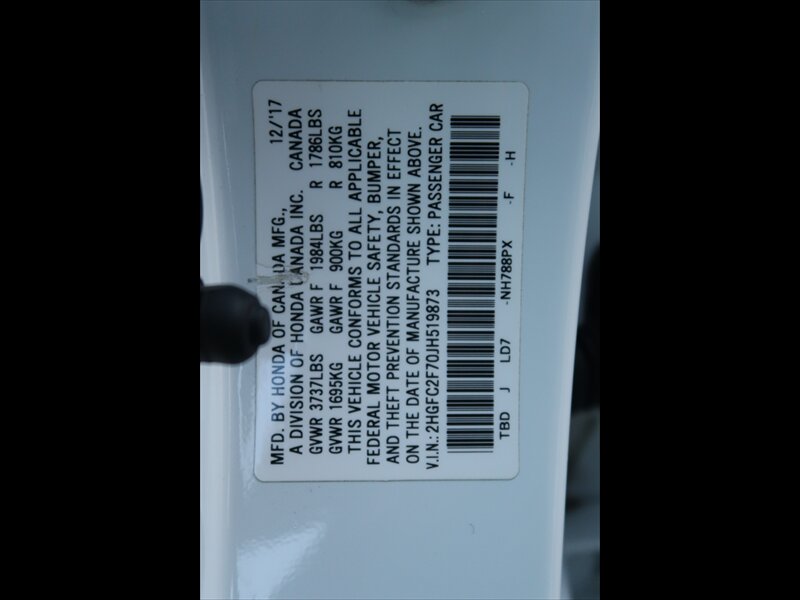 MFD. BY HONDA OF CANADA MFG., 12/'17
A DIVISION OF HONDA CANADA INC. CANADA
GVWR 3737LBS GAWR F 1984LBS R 1786LBS
GVWR 1695KG GAWR F 900KG R 810KG
THIS VEHICLE CONFORMS TO ALL APPLICABLE
FEDERAL MOTOR VEHICLE SAFETY, BUMPER,
AND THEFT PREVENTION STANDARDS IN EFFECT
ON THE DATE OF MANUFACTURE SHOWN ABOVE.
V.I.N.: 2HGFC2F70JH519873 TYPE: PASSENGER CAR
TBD J LD7 -NH788PX -F -H